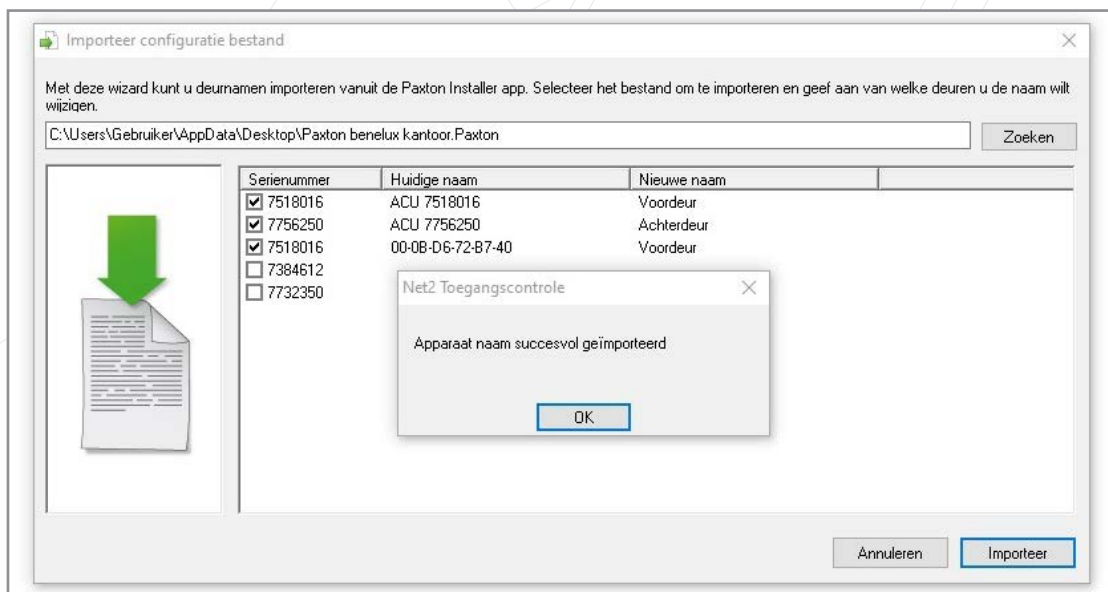 Importeer configuratie bestand
Met deze wizard kunt u deurnamen importeren vanuit de Paxton Installer app. Selecteer het bestand om te importeren en geef aan van welke deuren u de naam wilt
wijzigen.
C:\Users\Gebruiker\AppData\Desktop\Paxton benelux kantoor.Paxton Zoeken
Serienummer Huidige naam Nieuwe naam
7518016 ACU 7518016 Voordeur
7756250 ACU 7756250 Achterdeur
7518016 00-0B-D6-72-B7-40 Voordeur
7384612
7732350
Net2 Toegangscontrole
Apparaat naam succesvol geïmporteerd
OK
Annuleren Importeer